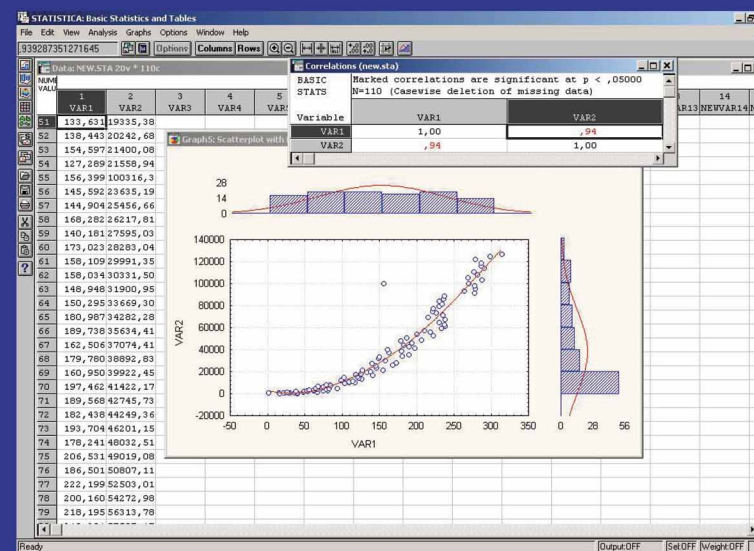 STATISTICA: Basic Statistics and Tables
File Edit View Analysis Graphs Options Window Help
,939287351271645 Options Columns Rows
Data: NEW.STA 20v * 110c
NUME
VALU
1 2 3 4 5 14
VAR1 VAR2 VAR3 VAR4 VAR5 AR13 NEWVAR14
Correlations (new.sta)
BASIC Marked correlations are significant at p < ,05000
STATS N=110 (Casewise deletion of missing data)
Variable VAR1 VAR2
VAR1 1,00 ,94
VAR2 ,94 1,00
Graph5: Scatterplot with
51 133,631 19335,38
52 138,443 20242,68
53 154,597 21400,08
54 127,289 21558,94
55 156,399 100316,3
56 145,592 23635,19
57 144,904 25456,66
58 168,282 26217,81
59 140,181 27595,03
60 173,023 28283,04
61 158,109 29991,35
62 158,034 30331,50
63 148,948 31900,95
64 150,295 33669,30
65 180,987 34282,28
66 189,738 35634,41
67 162,506 37074,41
68 179,780 38892,83
69 160,950 39922,45
70 197,462 41422,17
71 189,568 42745,73
72 182,438 44249,36
73 193,704 46201,15
74 178,241 48032,51
75 206,531 49019,08
76 186,501 50807,11
77 222,199 52503,01
78 200,160 54272,98
79 218,195 56313,78
28
14
0
140000
120000
100000
80000
60000
40000
20000
0
-20000
VAR2
-50 0 50 100 150 200 250 300 350
VAR1
0 28 56
Ready Output:OFF Sel:OFF Weight:OFF